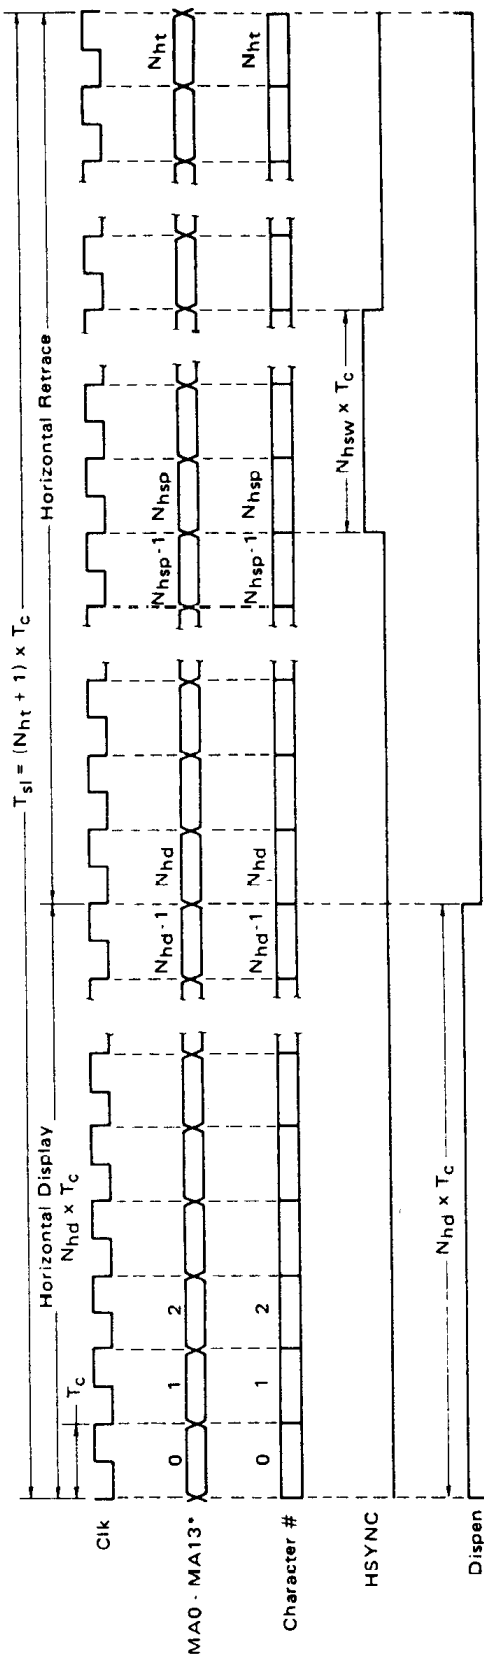 T_sl = (N_ht + 1) x T_c
Horizontal Display
N_hd x T_c
Horizontal Retrace
T_c
Clk
MA0 - MA13*
0 1 2 N_hd-1 N_hd N_hsp-1 N_hsp N_ht
Character #
0 1 2 N_hd-1 N_hd N_hsp-1 N_hsp N_ht
HSYNC
N_hsw x T_c
Dispen
N_hd x T_c